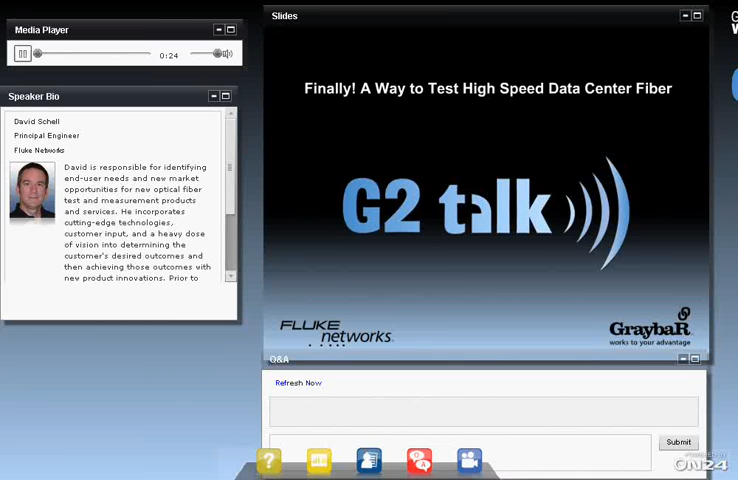 Media Player
0:24
Speaker Bio
David Schell
Principal Engineer
Fluke Networks
David is responsible for identifying
end-user needs and new market
opportunities for new optical fiber
test and measurement products
and services. He incorporates
cutting-edge technologies,
customer input, and a heavy dose
of vision into determining the
customer's desired outcomes and
then achieving those outcomes with
new product innovations. Prior to
Slides
Finally! A Way to Test High Speed Data Center Fiber
G2 talk
FLUKE
networks
GraybaR
works to your advantage
Q&A
Refresh Now
Submit
?
Q
A
POWERED BY
ON24
G
W